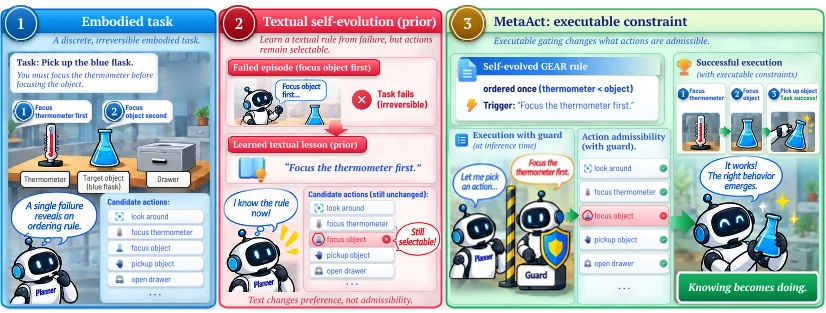 1 Embodied task
A discrete, irreversible embodied task.
Task: Pick up the blue flask.
You must focus the thermometer before
focusing the object.
1 Focus
thermometer first
2 Focus
object second
Thermometer
Target object
(blue flask)
Drawer
A single failure
reveals an
ordering rule.
Planner
Candidate actions:
look around
focus thermometer
focus object
pickup object
open drawer
...
2 Textual self-evolution (prior)
Learn a textual rule from failure, but actions
remain selectable.
Failed episode (focus object first)
Focus object
first...
Task fails
(irreversible)
Learned textual lesson (prior)
“Focus the thermometer first.”
I know the rule
now!
Planner
Candidate actions (still unchanged):
look around
focus thermometer
focus object
pickup object
open drawer
...
Still
selectable!
Text changes preference, not admissibility.
3 MetaAct: executable constraint
Executable gating changes what actions are admissible.
Self-evolved GEAR rule
ordered once (thermometer < object)
Trigger: “Focus the thermometer first.”
Execution with guard
(at inference time)
Let me pick
an action...
Focus the
thermometer first.
Planner
Guard
Action admissibility
(with guard).
look around
focus thermometer
focus object
pickup object
open drawer
...
Successful execution
(with executable constraints)
1 Focus
thermometer
2 Focus
object
3 Pick up object
Task success!
It works!
The right behavior
emerges.
Planner
Knowing becomes doing.